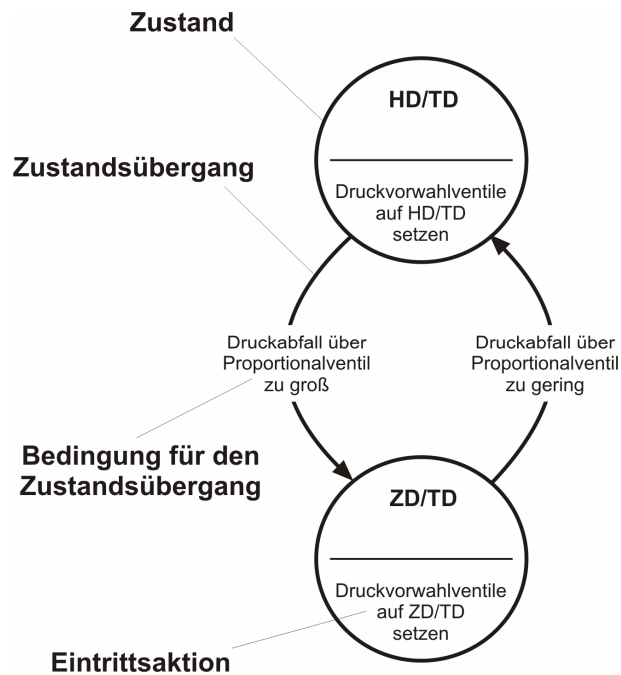 Zustand
HD/TD
Zustandsübergang
Druckvorwahlventile
auf HD/TD
setzen
Druckabfall über
Proportionalventil
zu groß
Druckabfall über
Proportionalventil
zu gering
Bedingung für den
Zustandsübergang
ZD/TD
Druckvorwahlventile
auf ZD/TD
setzen
Eintrittsaktion